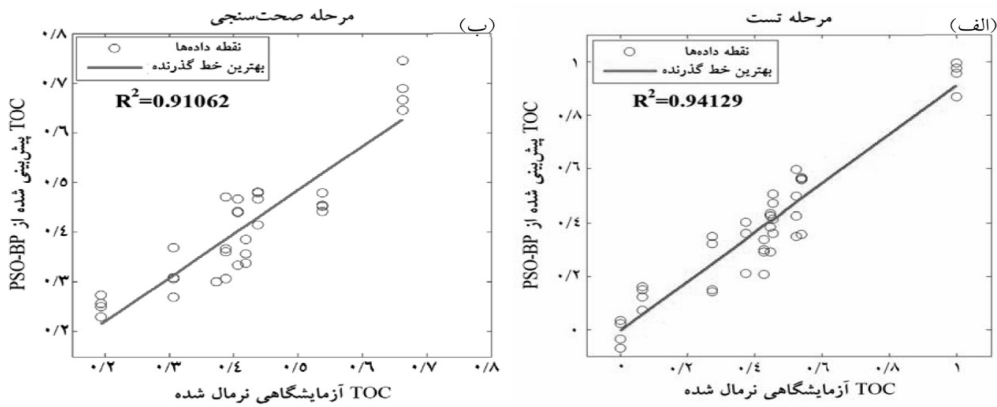 (الف)
مرحله تست
نقطه داده‌ها
بهترین خط گذرنده
R²=0.94129
TOC پیش‌بینی شده از PSO-BP
۱
۰/۸
۰/۶
۰/۴
۰/۲
۰
۰ ۰/۲ ۰/۴ ۰/۶ ۰/۸ ۱
TOC آزمایشگاهی نرمال شده
(ب)
مرحله صحت‌سنجی
نقطه داده‌ها
بهترین خط گذرنده
R²=0.91062
TOC پیش‌بینی شده از PSO-BP
۰/۸
۰/۷
۰/۶
۰/۵
۰/۴
۰/۳
۰/۲
۰/۲ ۰/۳ ۰/۴ ۰/۵ ۰/۶ ۰/۷ ۰/۸
TOC آزمایشگاهی نرمال شده